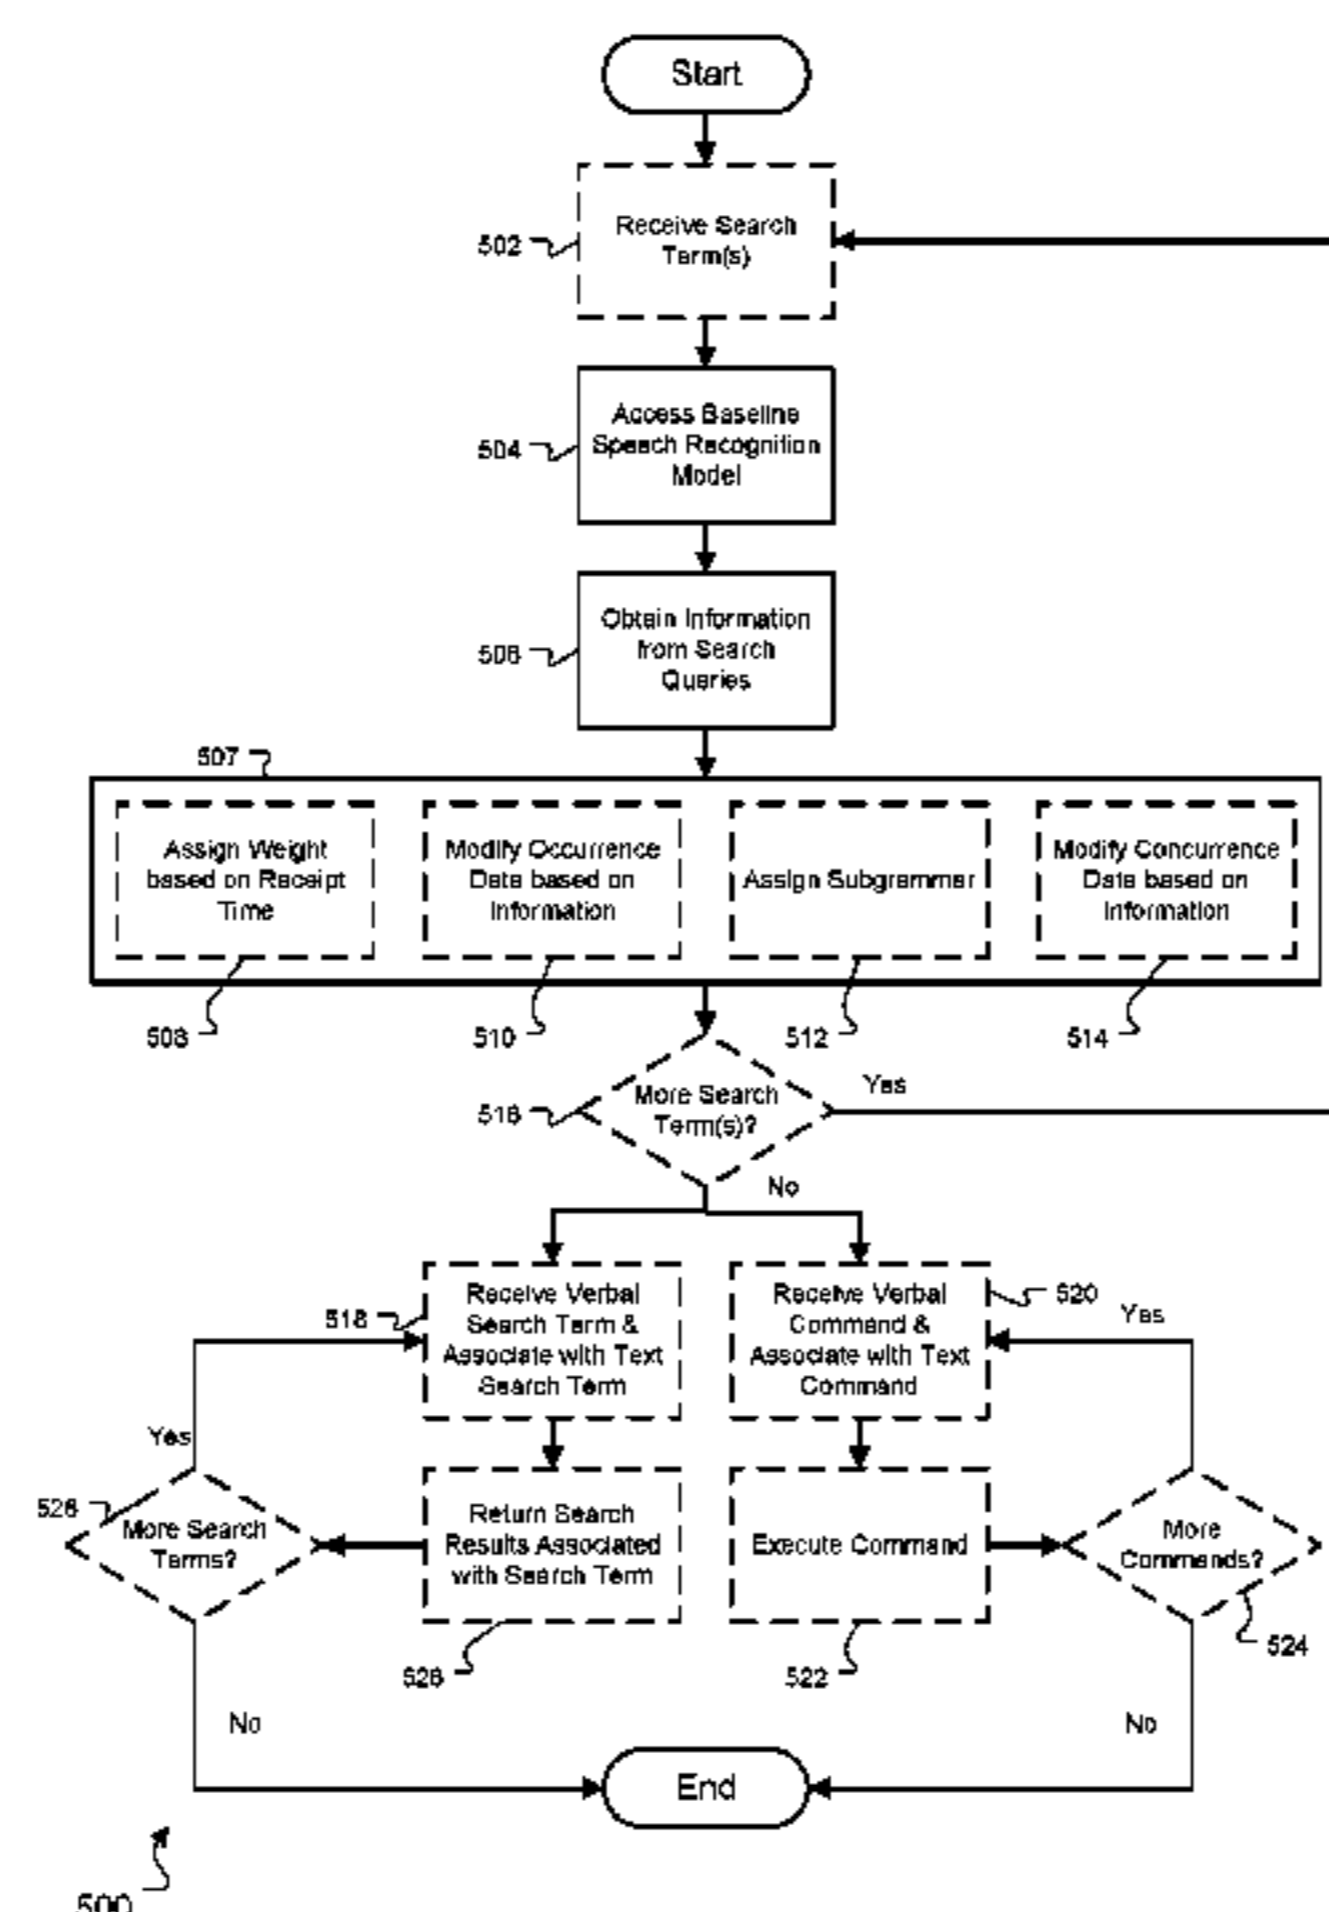 Start
502
Receive Search
Term(s)
504
Access Baseline
Speech Recognition
Model
506
Obtain Information
from Search
Queries
507
Assign Weight
based on Receipt
Time
Modify Occurrence
Data based on
Information
Assign Subgrammar
Modify Concurrence
Data based on
Information
508
510
512
514
516
More Search
Term(s)?
Yes
No
518
Receive Verbal
Search Term &
Associate with Text
Search Term
Receive Verbal
Command &
Associate with Text
Command
520
Yes
Yes
More Search
Terms?
Return Search
Results Associated
with Search Term
Execute Command
More
Commands?
522
524
No
No
End
500